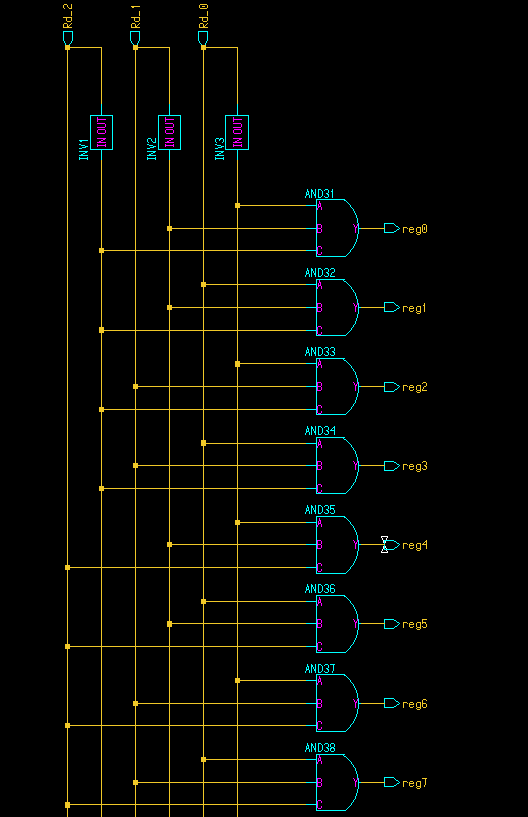 Rd_2
Rd_1
Rd_0
INV1
IN OUT
INV2
IN OUT
INV3
IN OUT
AND31
A
B
C
Y
reg0
AND32
A
B
C
Y
reg1
AND33
A
B
C
Y
reg2
AND34
A
B
C
Y
reg3
AND35
A
B
C
Y
reg4
AND36
A
B
C
Y
reg5
AND37
A
B
C
Y
reg6
AND38
A
B
C
Y
reg7